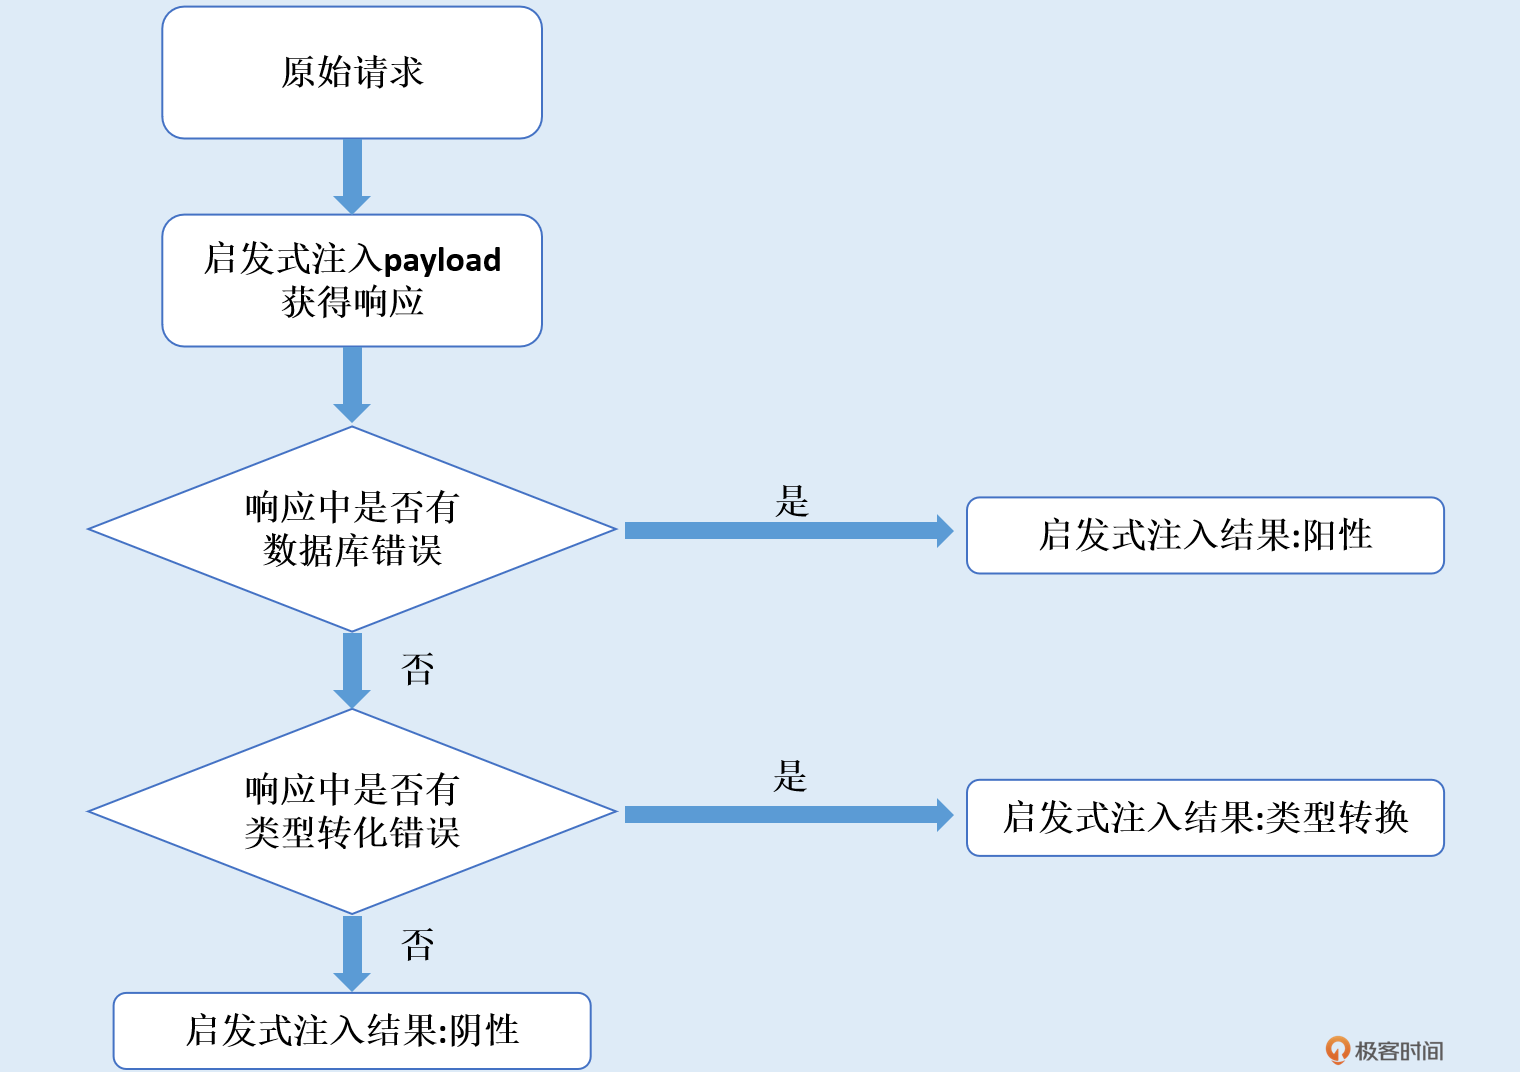 原始请求
启发式注入payload
获得响应
响应中是否有
数据库错误
是
启发式注入结果:阳性
否
响应中是否有
类型转化错误
是
启发式注入结果:类型转换
否
启发式注入结果:阴性
极客时间